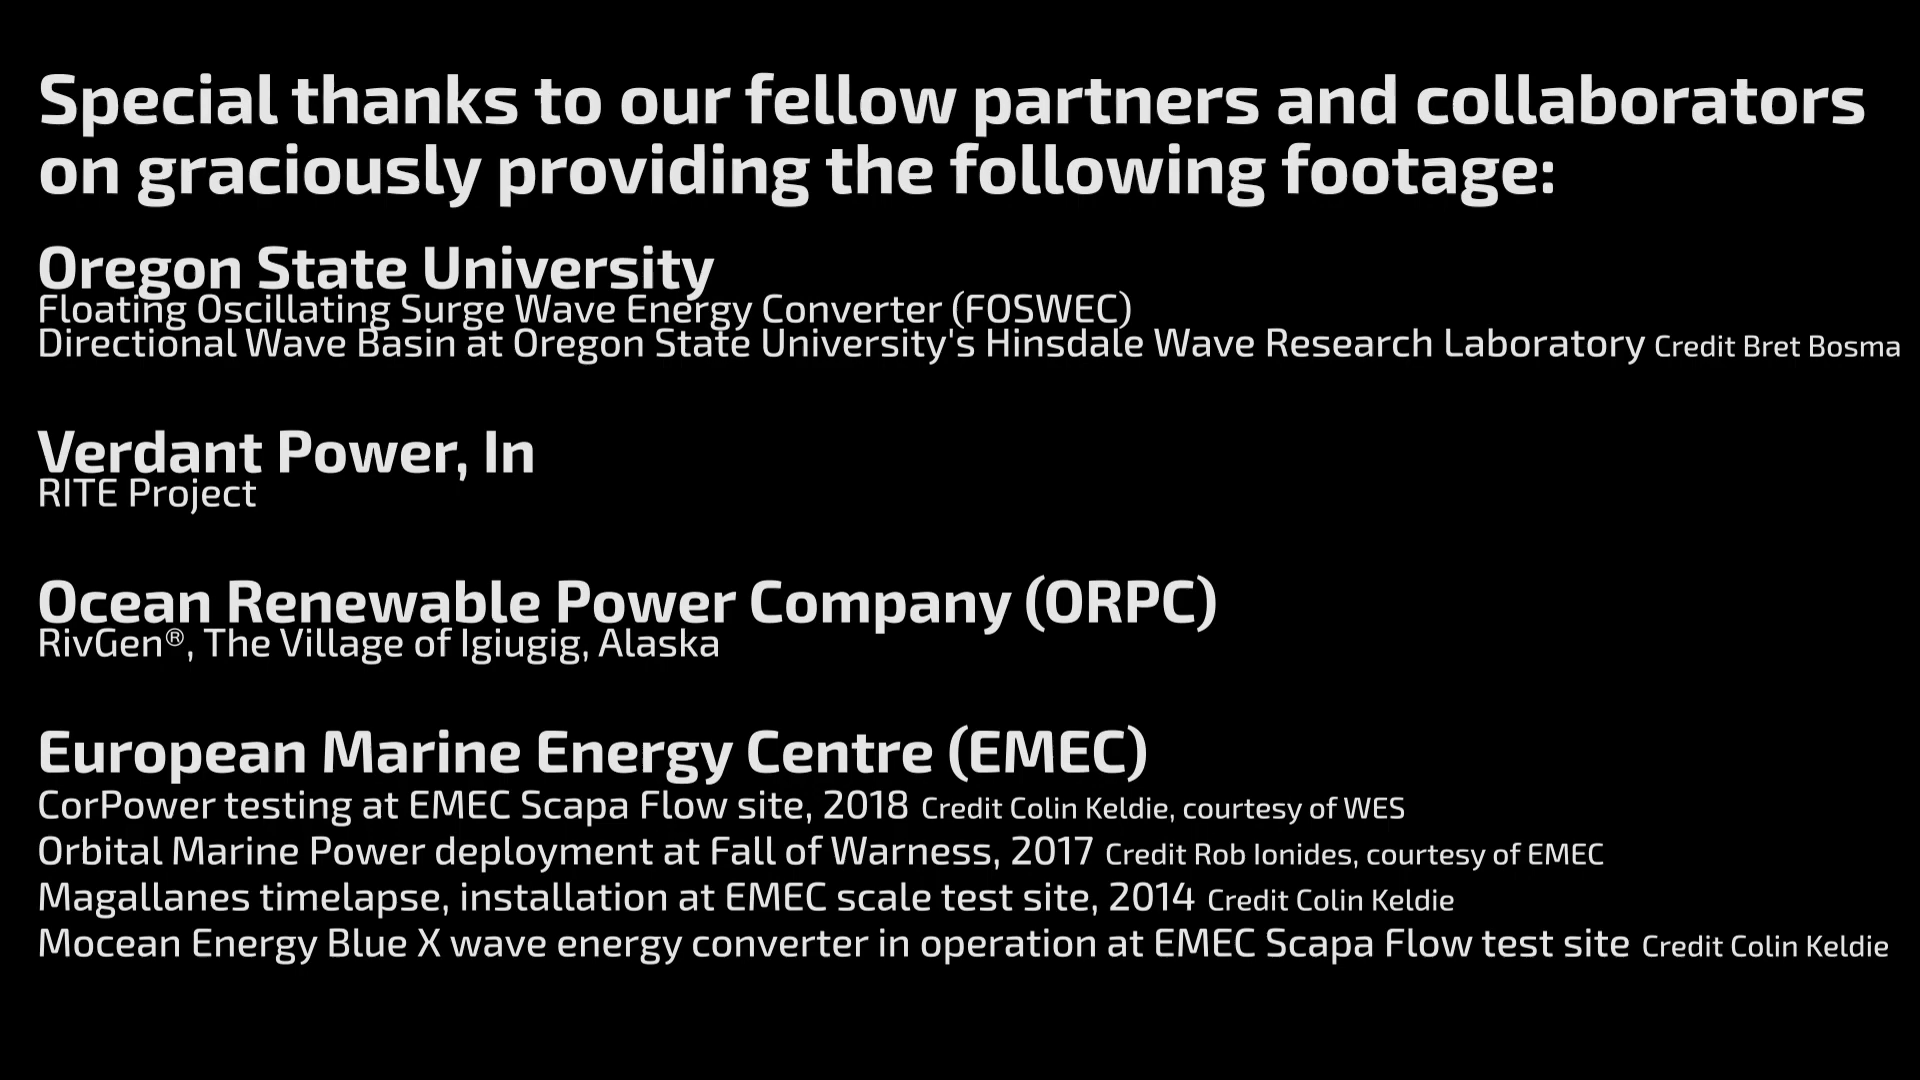 Special thanks to our fellow partners and collaborators
on graciously providing the following footage:
Oregon State University
Floating Oscillating Surge Wave Energy Converter (FOSWEC)
Directional Wave Basin at Oregon State University's Hinsdale Wave Research Laboratory Credit Bret Bosma
Verdant Power, In
RITE Project
Ocean Renewable Power Company (ORPC)
RivGen®, The Village of Igiugig, Alaska
European Marine Energy Centre (EMEC)
CorPower testing at EMEC Scapa Flow site, 2018 Credit Colin Keldie, courtesy of WES
Orbital Marine Power deployment at Fall of Warness, 2017 Credit Rob Ionides, courtesy of EMEC
Magallanes timelapse, installation at EMEC scale test site, 2014 Credit Colin Keldie
Mocean Energy Blue X wave energy converter in operation at EMEC Scapa Flow test site Credit Colin Keldie